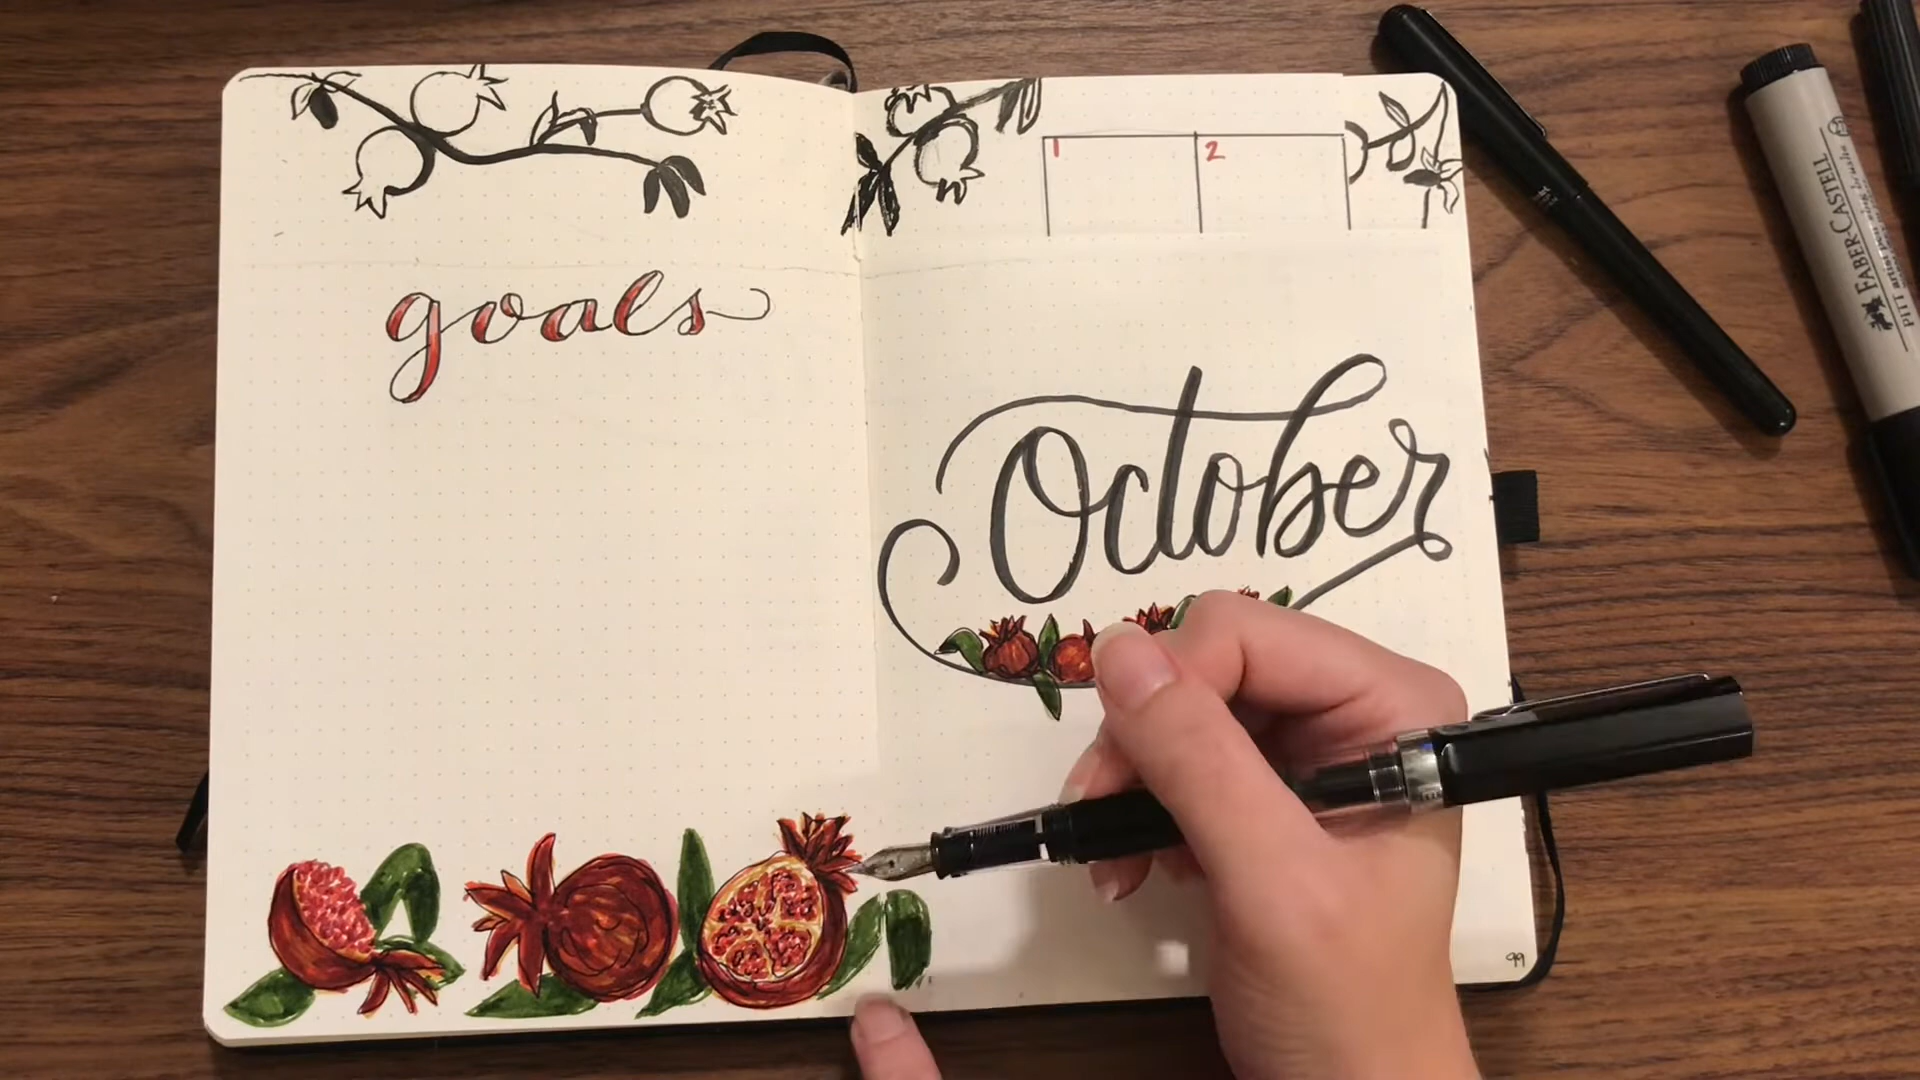 1
2
goals
October
99
FABER-CASTELL
PITT artist pen